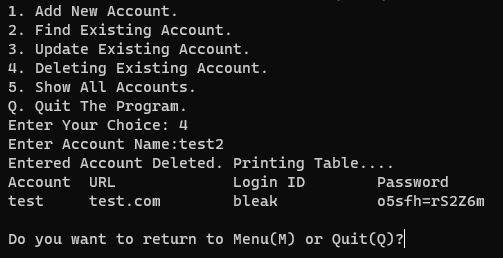 1. Add New Account.
2. Find Existing Account.
3. Update Existing Account.
4. Deleting Existing Account.
5. Show All Accounts.
Q. Quit The Program.
Enter Your Choice: 4
Enter Account Name:test2
Entered Account Deleted. Printing Table....
Account URL Login ID Password
test test.com bleak o5sfh=rS2Z6m
Do you want to return to Menu(M) or Quit(Q)?